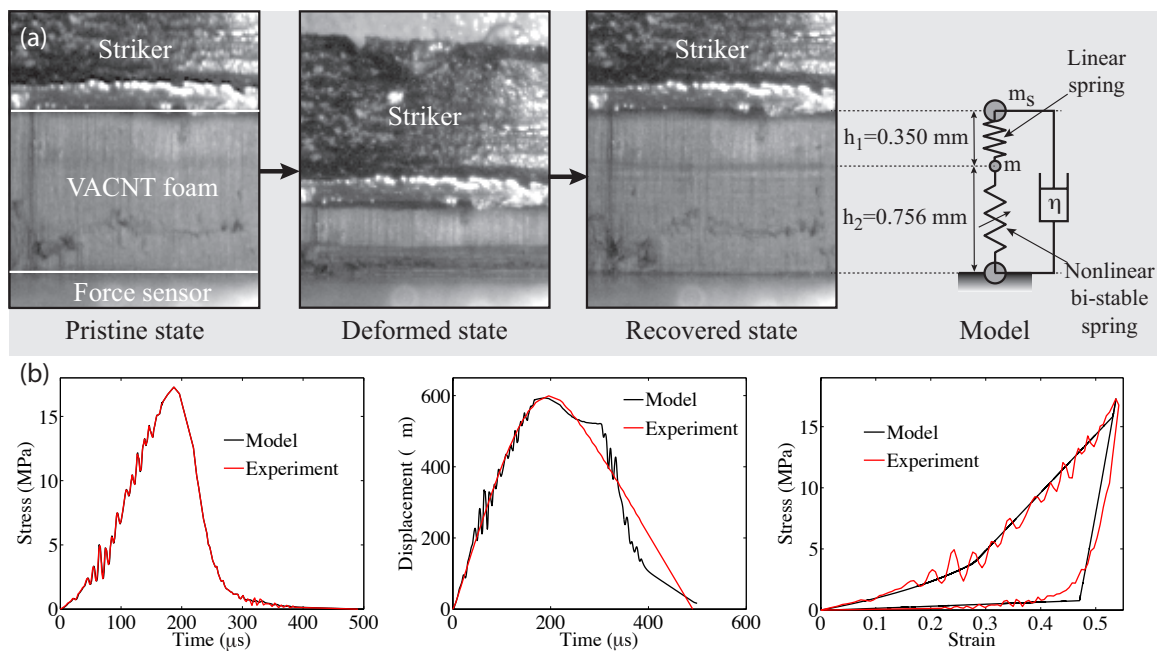 (a)
Striker
VACNT foam
Force sensor
Pristine state
Striker
Deformed state
Striker
Recovered state
Linear
spring
mS
h1=0.350 mm
m
h2=0.756 mm
η
Nonlinear
bi-stable
spring
Model
(b)
Stress (MPa)
15
10
5
0
0
100
200
300
400
500
Time (μs)
Model
Experiment
Displacement ( m)
600
400
200
0
0
200
400
600
Time (μs)
Model
Experiment
Stress (MPa)
15
10
5
0
0
0.1
0.2
0.3
0.4
0.5
Strain
Model
Experiment